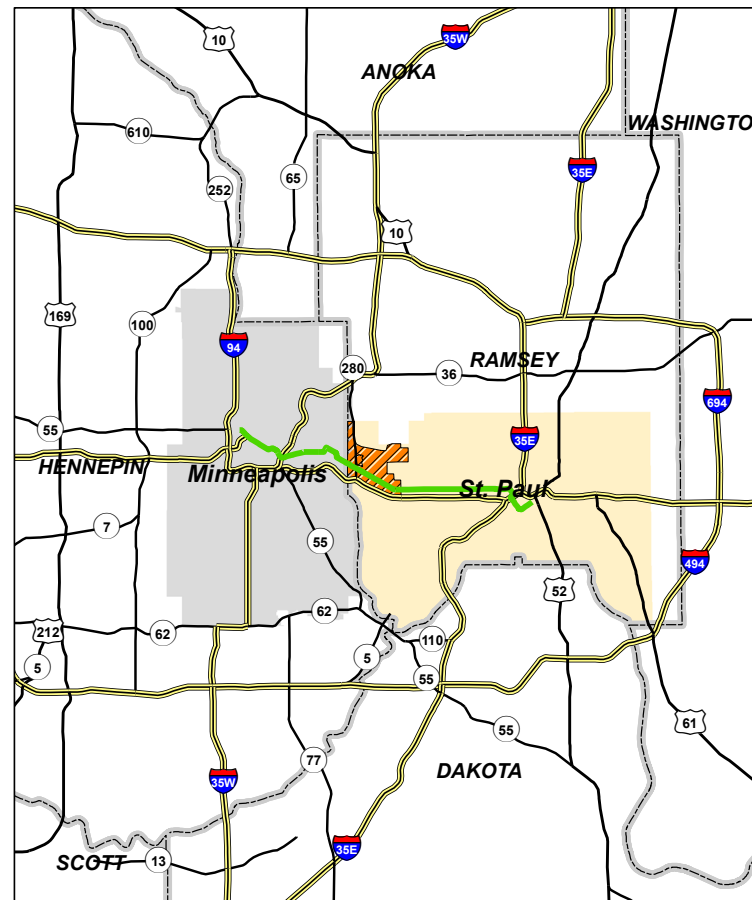 35W
10
ANOKA
WASHINGTO
610
65
35E
252
10
169
100
94
280
RAMSEY
36
694
55
35E
HENNEPIN
Minneapolis
St. Paul
7
55
494
52
62
212
62
110
5
5
55
61
55
77
DAKOTA
35W
35E
SCOTT
13